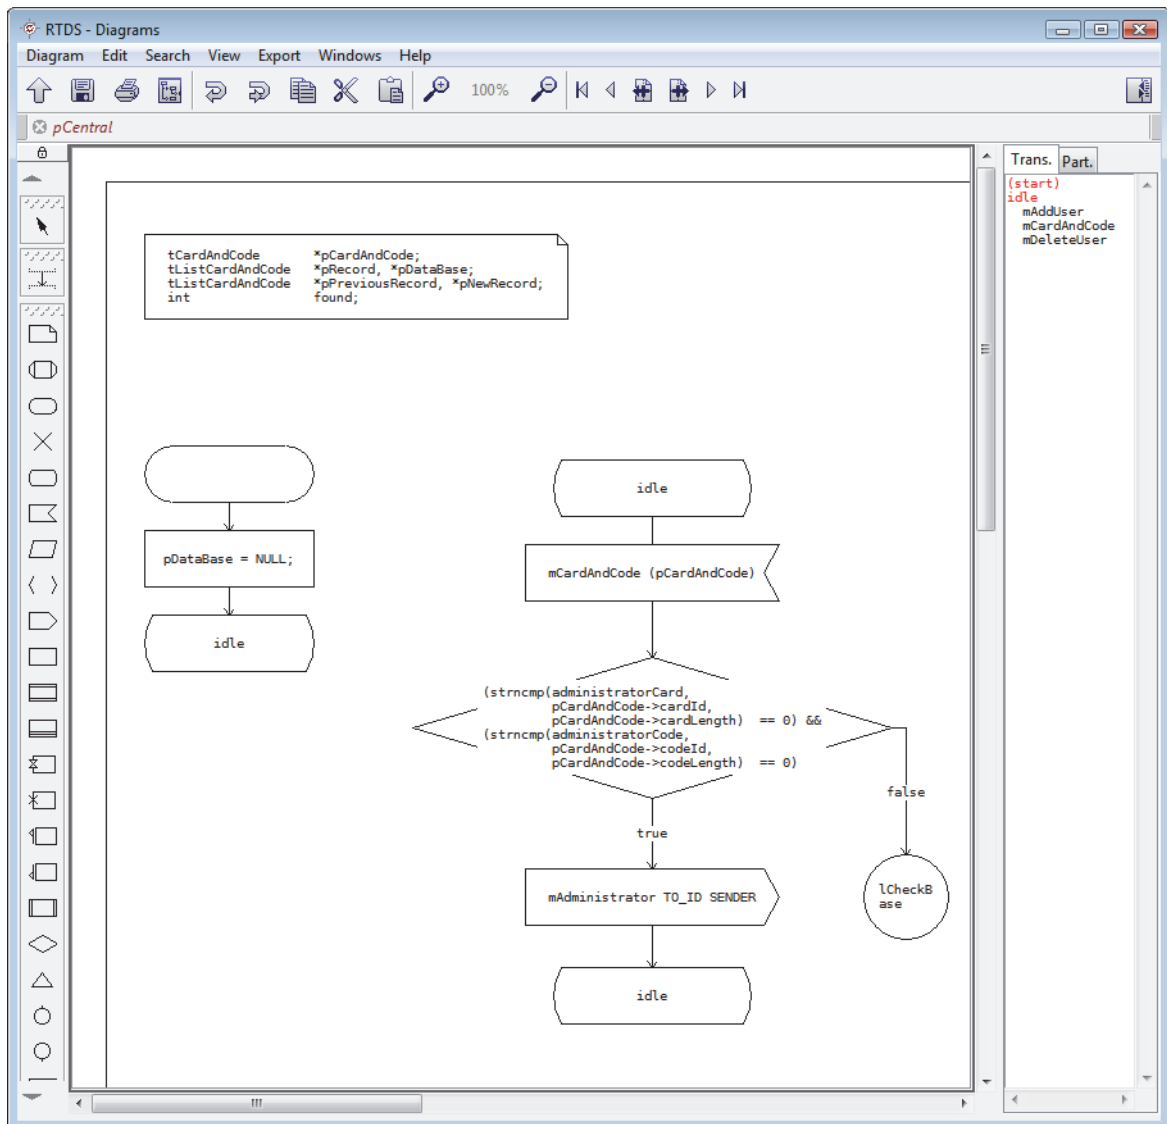 RTDS - Diagrams
Diagram Edit Search View Export Windows Help
100%
pCentral
Trans. Part.
(start)
idle
mAddUser
mCardAndCode
mDeleteUser
tCardAndCode *pCardAndCode;
tListCardAndCode *pRecord, *pDataBase;
tListCardAndCode *pPreviousRecord, *pNewRecord;
int found;
pDataBase = NULL;
idle
idle
mCardAndCode (pCardAndCode)
(strncmp(administratorCard,
pCardAndCode->cardId,
pCardAndCode->cardLength) == 0) &&
(strncmp(administratorCode,
pCardAndCode->codeId,
pCardAndCode->codeLength) == 0)
false
true
mAdministrator TO_ID SENDER
lCheckB
ase
idle